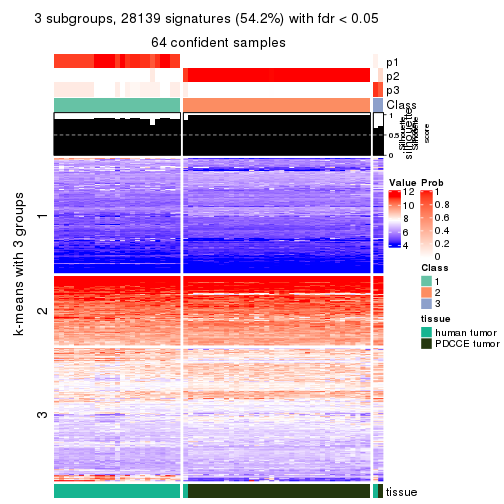 3 subgroups, 28139 signatures (54.2%) with fdr < 0.05
64 confident samples
p1
p2
p3
Class
1
0.5
0
silhouette
score
Value
12
10
8
6
4
Prob
1
0.8
0.6
0.4
0.2
0
Class
1
2
3
tissue
human tumor
PDCCE tumor
k-means with 3 groups
1
2
3
tissue